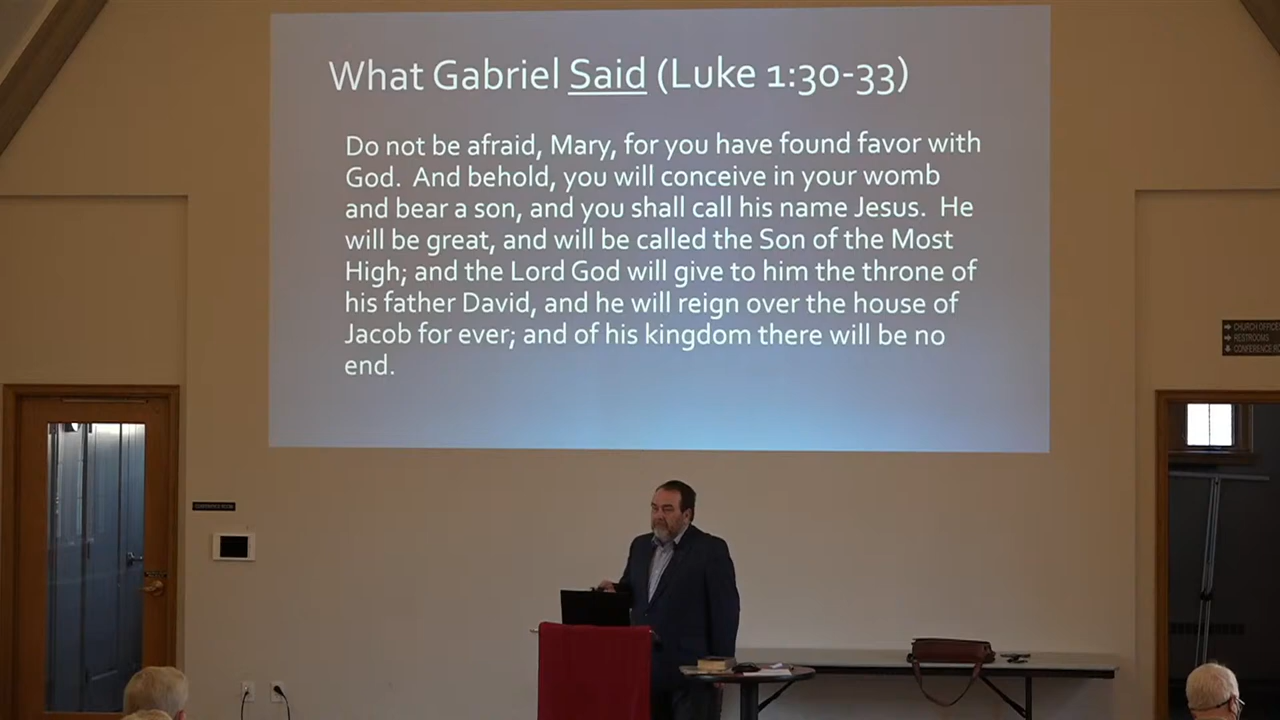 What Gabriel Said (Luke 1:30-33)
Do not be afraid, Mary, for you have found favor with
God.  And behold, you will conceive in your womb
and bear a son, and you shall call his name Jesus.  He
will be great, and will be called the Son of the Most
High; and the Lord God will give to him the throne of
his father David, and he will reign over the house of
Jacob for ever; and of his kingdom there will be no
end.
CHURCH OFFICE
RESTROOMS
CONFERENCE
CONFERENCE ROOM